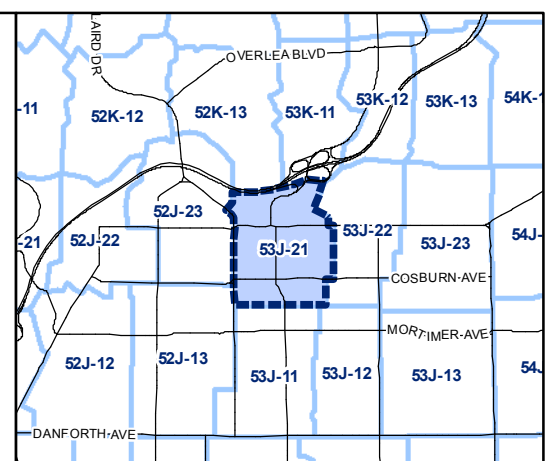 LAIRD DR
OVERLEA BLVD
-11
52K-12
52K-13
53K-11
53K-12
53K-13
54K-1
-21
52J-22
52J-23
53J-21
53J-22
53J-23
54J-
COSBURN AVE
MORTIMER AVE
52J-12
52J-13
53J-11
53J-12
53J-13
54J
DANFORTH AVE